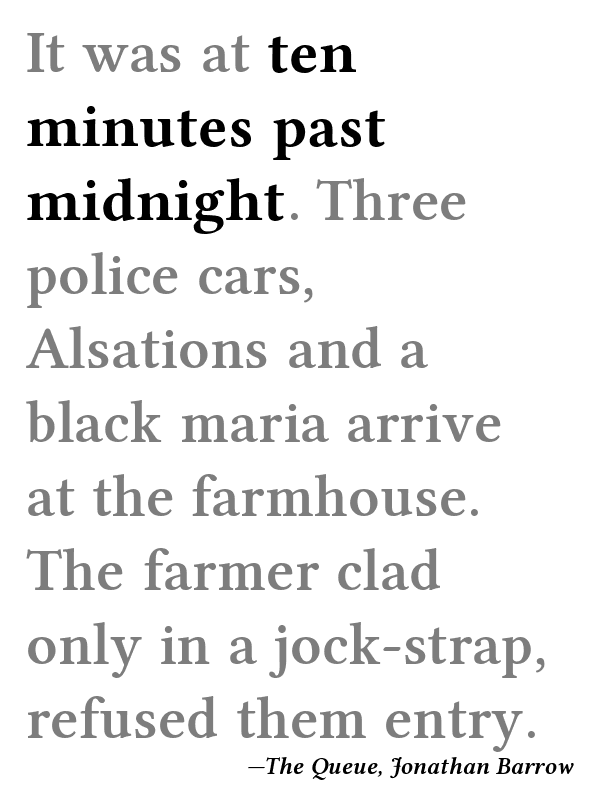 It was at ten
minutes past
midnight. Three
police cars,
Alsations and a
black maria arrive
at the farmhouse.
The farmer clad
only in a jock-strap,
refused them entry.
—The Queue, Jonathan Barrow